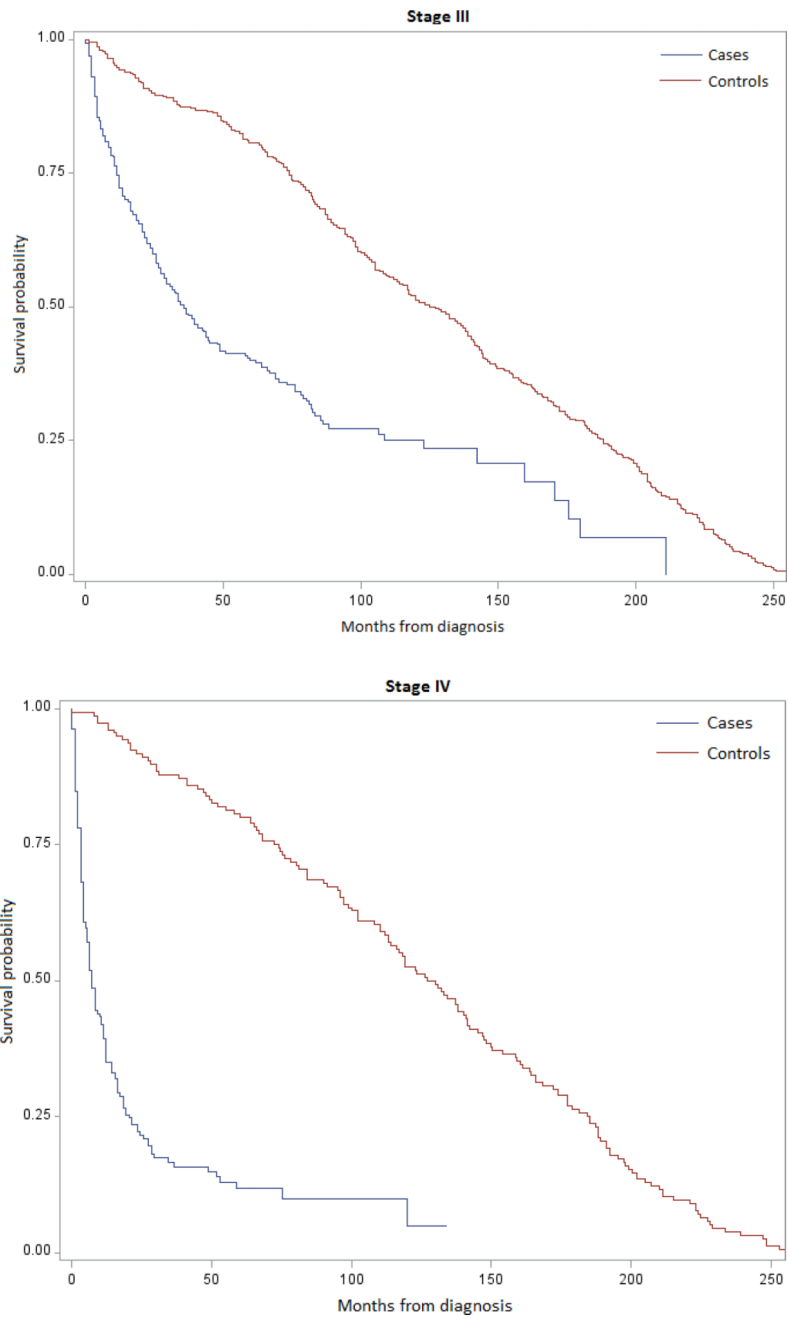 Stage III
Cases
Controls
1.00
0.75
0.50
0.25
0.00
Survival probability
0 50 100 150 200 250
Months from diagnosis
Stage IV
Cases
Controls
1.00
0.75
0.50
0.25
0.00
Survival probability
0 50 100 150 200 250
Months from diagnosis